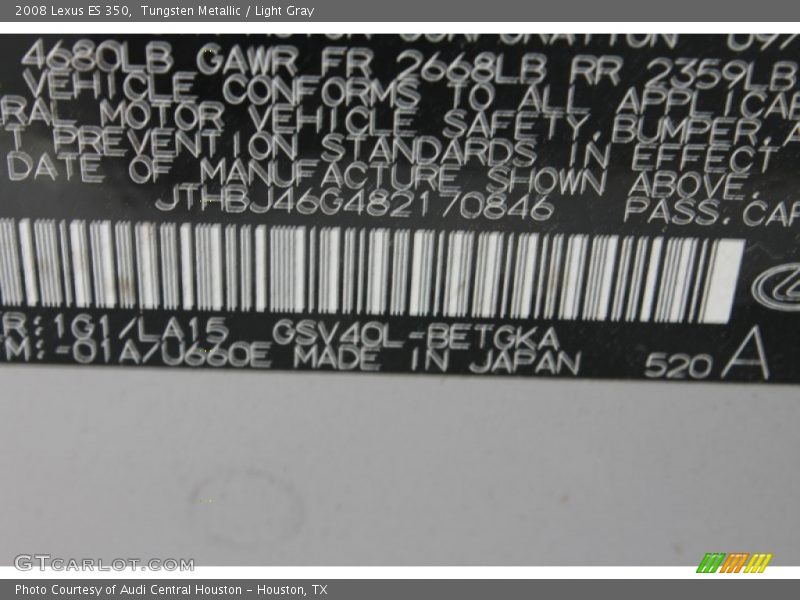 2008 Lexus ES 350, Tungsten Metallic / Light Gray
4680LB GAWR FR 2668LB RR 2359LB
VEHICLE CONFORMS TO ALL APPLICAB
RAL MOTOR VEHICLE SAFETY, BUMPER, A
T PREVENTION STANDARDS IN EFFECT
DATE OF MANUFACTURE SHOWN ABOVE.
JTHBJ46G482170846 PASS. CAR
R:1G1/LA15 GSV40L-BETGKA
M:-01A/U660E MADE IN JAPAN 520 A
GTCARLOT.COM
Photo Courtesy of Audi Central Houston - Houston, TX